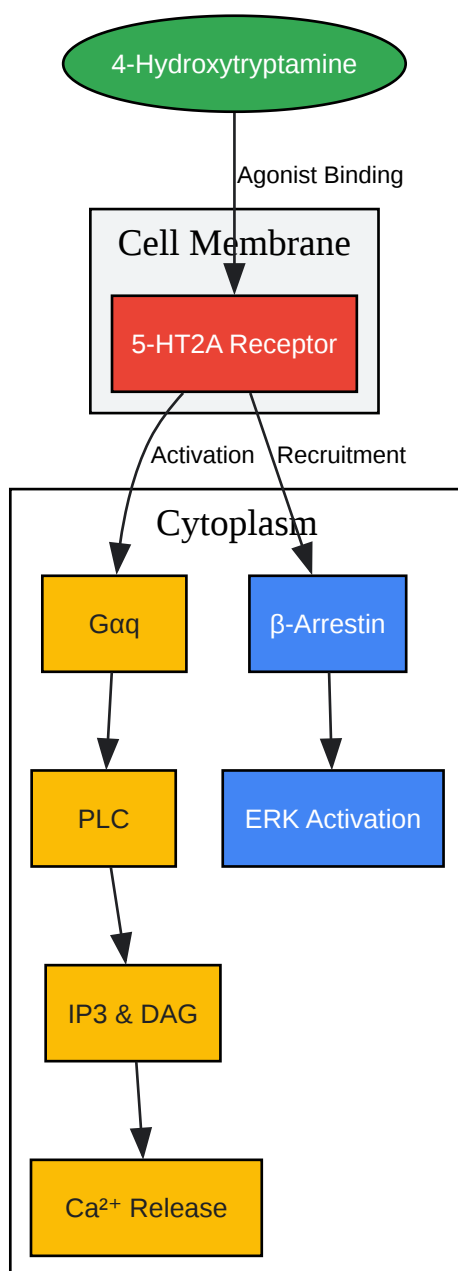 4-Hydroxytryptamine
Agonist Binding
Cell Membrane
5-HT2A Receptor
Activation
Recruitment
Cytoplasm
Gαq
β-Arrestin
PLC
ERK Activation
IP3 & DAG
Ca²⁺ Release